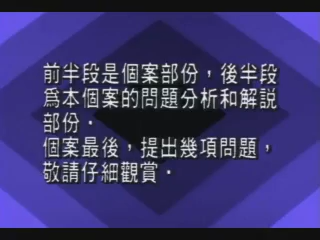 前半段是個案部份，後半段
爲本個案的問題分析和解説
部份．
個案最後，提出幾項問題，
敬請仔細觀賞．